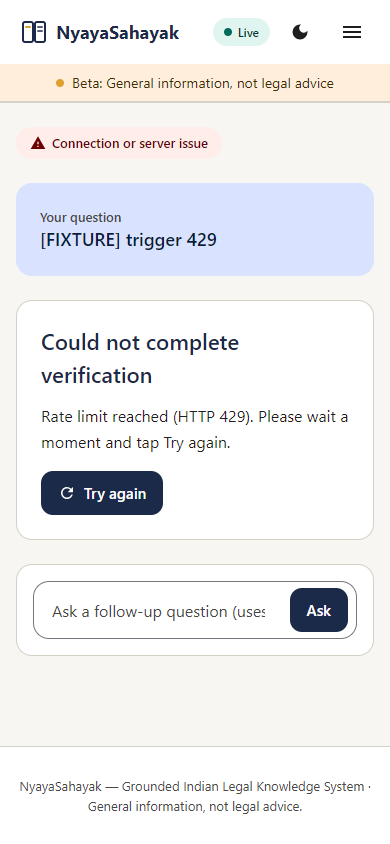 NyayaSahayak
Live
Beta: General information, not legal advice
Connection or server issue
Your question
[FIXTURE] trigger 429
Could not complete
verification
Rate limit reached (HTTP 429). Please wait a
moment and tap Try again.
Try again
Ask a follow-up question (uses
Ask
NyayaSahayak — Grounded Indian Legal Knowledge System ·
General information, not legal advice.